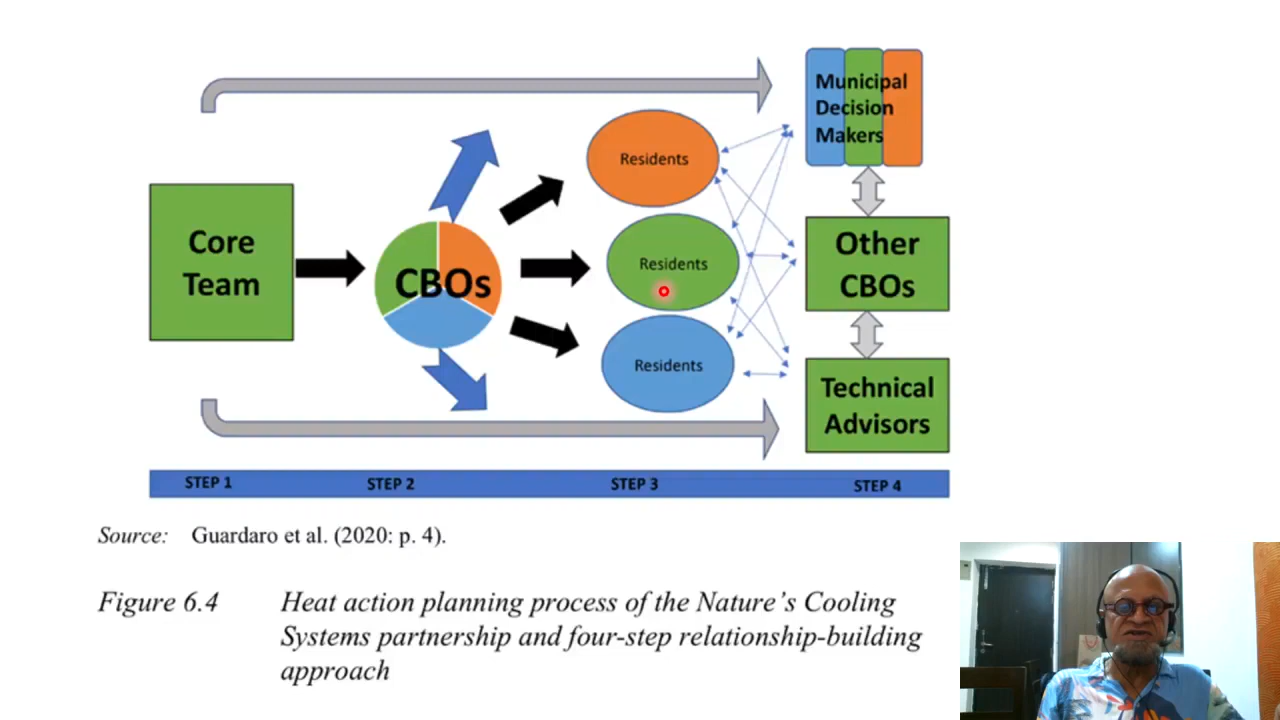 Core
Team
CBOs
Residents
Residents
Residents
Municipal
Decision
Makers
Other
CBOs
Technical
Advisors
STEP 1
STEP 2
STEP 3
STEP 4
Source: Guardaro et al. (2020: p. 4).
Figure 6.4 Heat action planning process of the Nature's Cooling
Systems partnership and four-step relationship-building
approach